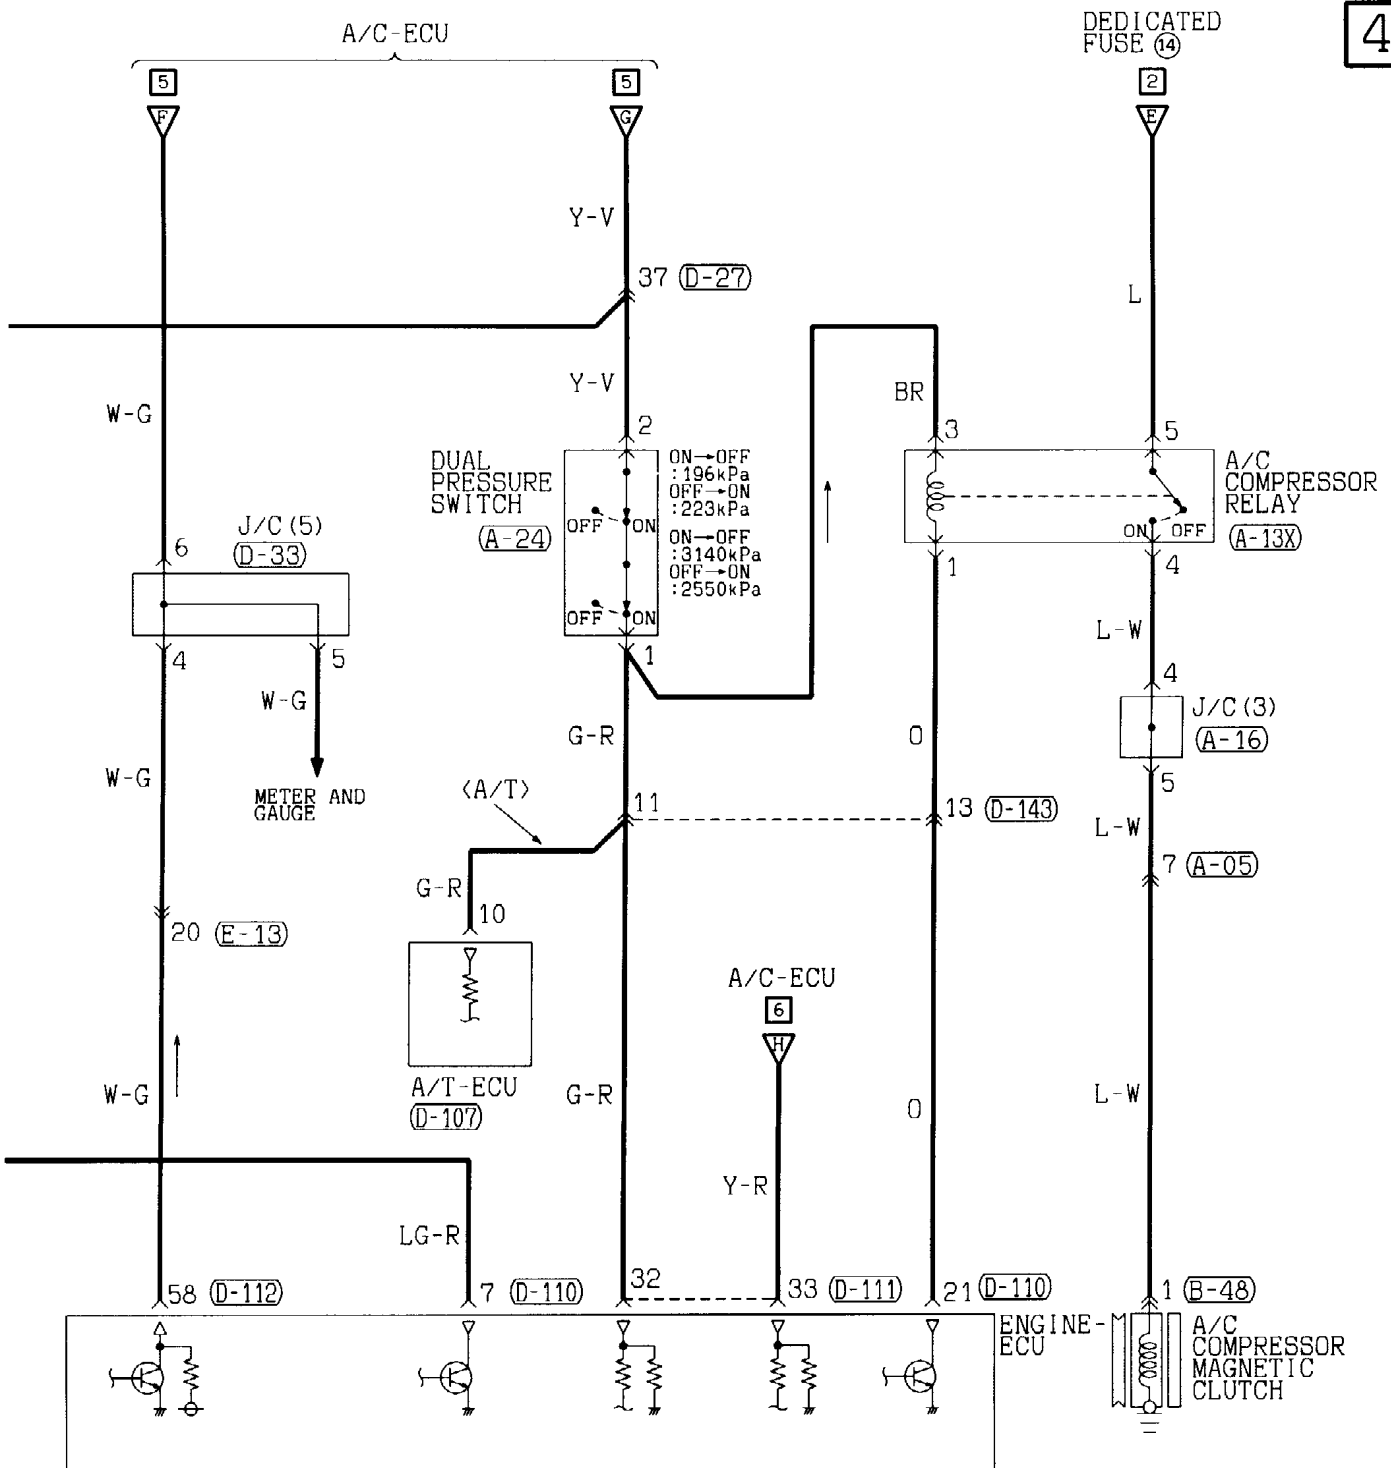 A/C-ECU
DEDICATED
FUSE 14
4
5
5
2
F
G
E
Y-V
37 D-27
L
Y-V
BR
W-G
2
3
5
DUAL
PRESSURE
SWITCH
A-24
ON→OFF
:196kPa
OFF→ON
:223kPa
ON→OFF
:3140kPa
OFF→ON
:2550kPa
OFF
ON
OFF
ON
A/C
COMPRESSOR
RELAY
A-13X
ON
OFF
J/C(5)
D-33
6
1
4
4
5
1
W-G
L-W
4
J/C(3)
A-16
G-R
O
W-G
5
METER AND
GAUGE
<A/T>
11
13 D-143
L-W
7 A-05
G-R
10
20 E-13
A/C-ECU
6
H
A/T-ECU
D-107
W-G
G-R
O
L-W
Y-R
LG-R
58 D-112
7 D-110
32
33 D-111
21 D-110
1 B-48
ENGINE-
ECU
A/C
COMPRESSOR
MAGNETIC
CLUTCH